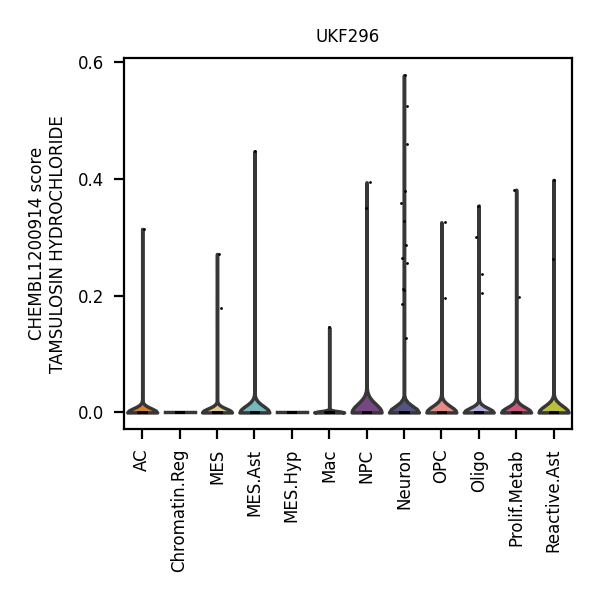 UKF296
CHEMBL1200914 score
TAMSULOSIN HYDROCHLORIDE
0.6
0.4
0.2
0.0
AC
Chromatin.Reg
MES
MES.Ast
MES.Hyp
Mac
NPC
Neuron
OPC
Oligo
Prolif.Metab
Reactive.Ast